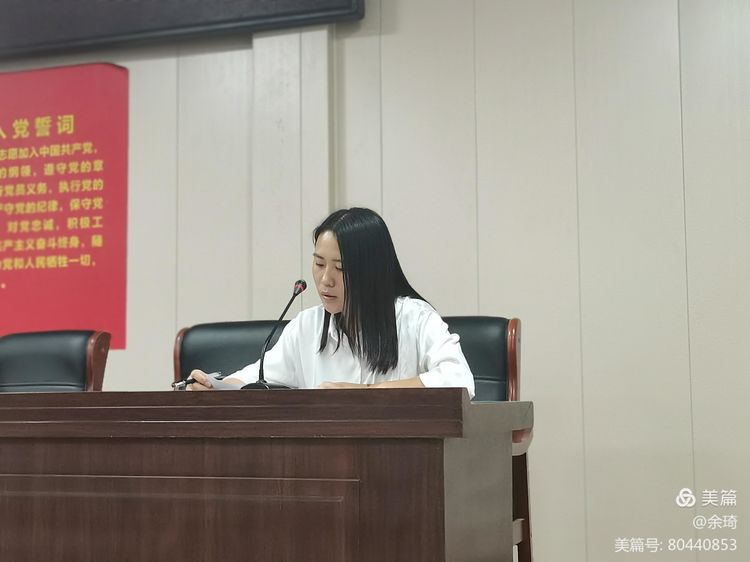 入党誓词
志愿加入中国共产党,
的纲领，遵守党的章
行党员义务，执行党的
严守党的纪律，保守党
对党忠诚，积极工
共产主义奋斗终身，随
党和人民牺牲一切，
美篇
@余琦
美篇号: 80440853